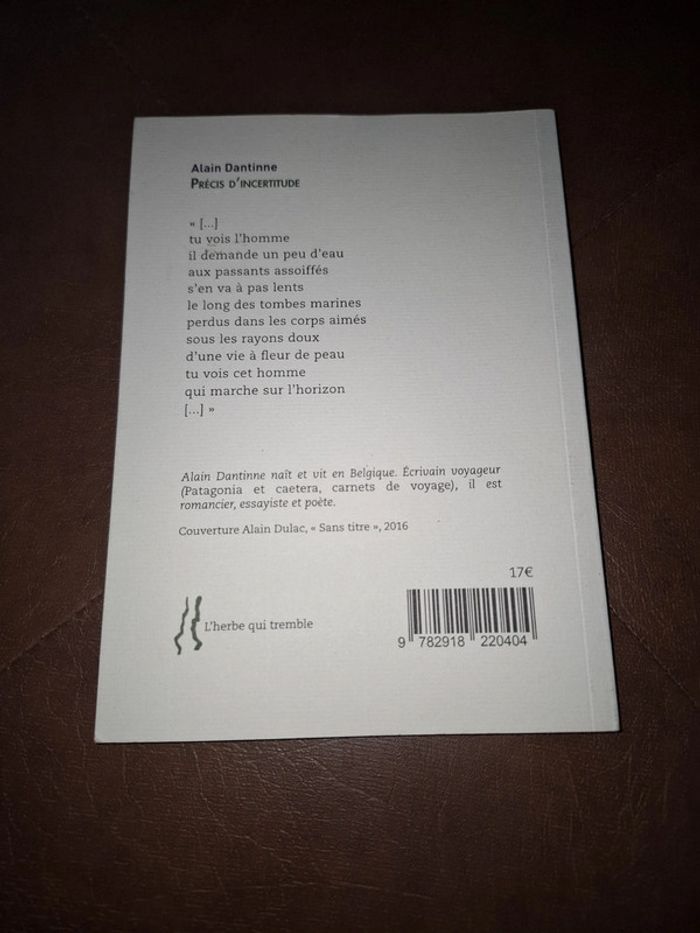 Alain Dantinne
PRÉCIS D'INCERTITUDE
« [...]
tu vois l'homme
il demande un peu d'eau
aux passants assoiffés
s'en va à pas lents
le long des tombes marines
perdus dans les corps aimés
sous les rayons doux
d'une vie à fleur de peau
tu vois cet homme
qui marche sur l'horizon
[...] »
Alain Dantinne naît et vit en Belgique. Écrivain voyageur
(Patagonia et caetera, carnets de voyage), il est
romancier, essayiste et poète.
Couverture Alain Dulac, « Sans titre », 2016
17€
L'herbe qui tremble
9 782918 220404